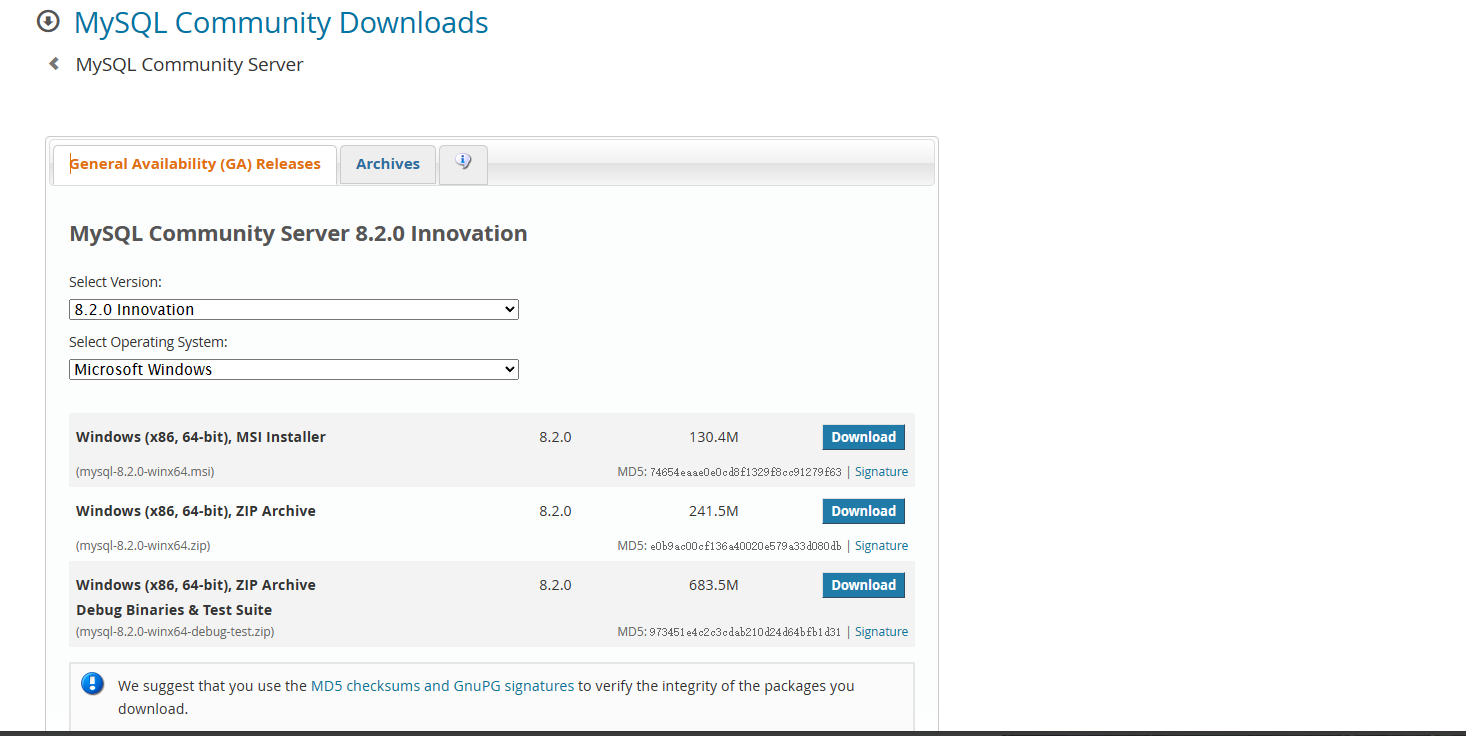 MySQL Community Downloads
MySQL Community Server
General Availability (GA) Releases Archives
MySQL Community Server 8.2.0 Innovation
Select Version:
8.2.0 Innovation
Select Operating System:
Microsoft Windows
Windows (x86, 64-bit), MSI Installer 8.2.0 130.4M Download
(mysql-8.2.0-winx64.msi) MD5: 74654eaae0e0cd8f1329f8cc91279f63 | Signature
Windows (x86, 64-bit), ZIP Archive 8.2.0 241.5M Download
(mysql-8.2.0-winx64.zip) MD5: e0b9ac00cf136a40020e579a33d080db | Signature
Windows (x86, 64-bit), ZIP Archive 8.2.0 683.5M Download
Debug Binaries & Test Suite
(mysql-8.2.0-winx64-debug-test.zip) MD5: 973451e4c2c3cdab210d24d64bfb1d31 | Signature
We suggest that you use the MD5 checksums and GnuPG signatures to verify the integrity of the packages you
download.